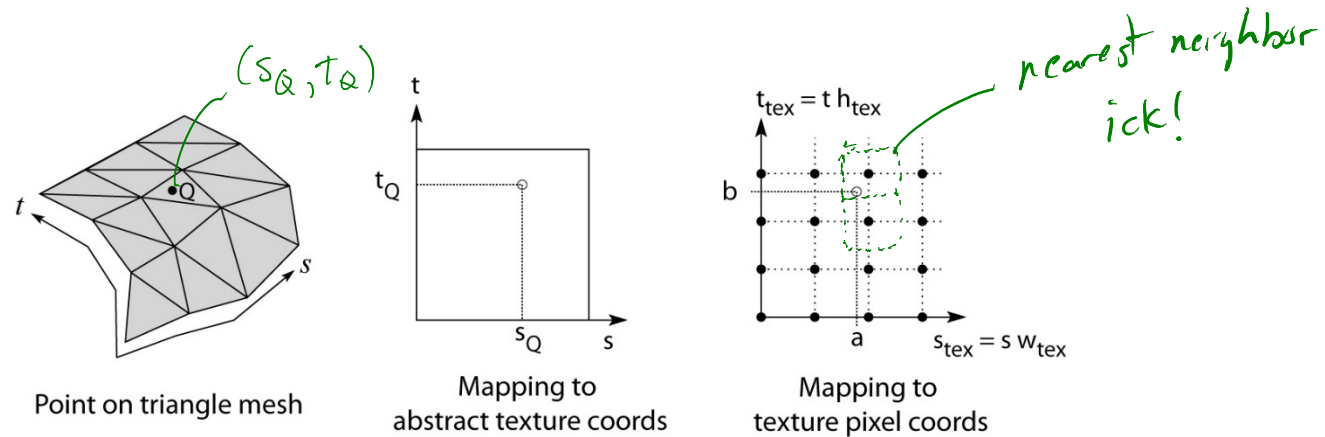 (s_Q, t_Q)
nearest neighbor
ick!
Q
t
s
t
t_Q
s_Q
s
t_tex = t h_tex
b
a
s_tex = s w_tex
Point on triangle mesh
Mapping to
abstract texture coords
Mapping to
texture pixel coords